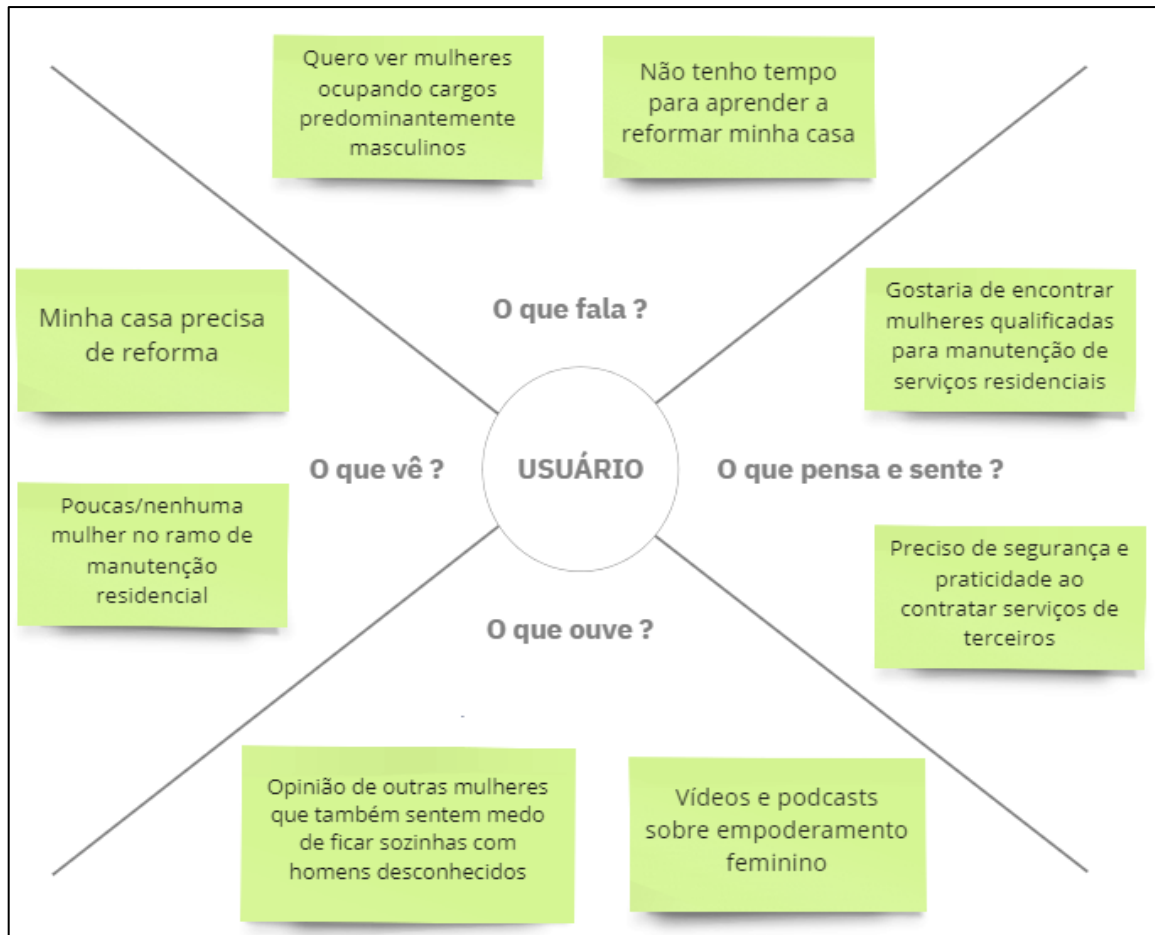 Quero ver mulheres
ocupando cargos
predominantemente
masculinos
Não tenho tempo
para aprender a
reformar minha casa
Minha casa precisa
de reforma
O que fala ?
Gostaria de encontrar
mulheres qualificadas
para manutenção de
serviços residenciais
O que vê ?
USUÁRIO
O que pensa e sente ?
Poucas/nenhuma
mulher no ramo de
manutenção
residencial
Preciso de segurança e
praticidade ao
contratar serviços de
terceiros
O que ouve ?
Opinião de outras mulheres
que também sentem medo
de ficar sozinhas com
homens desconhecidos
Vídeos e podcasts
sobre empoderamento
feminino